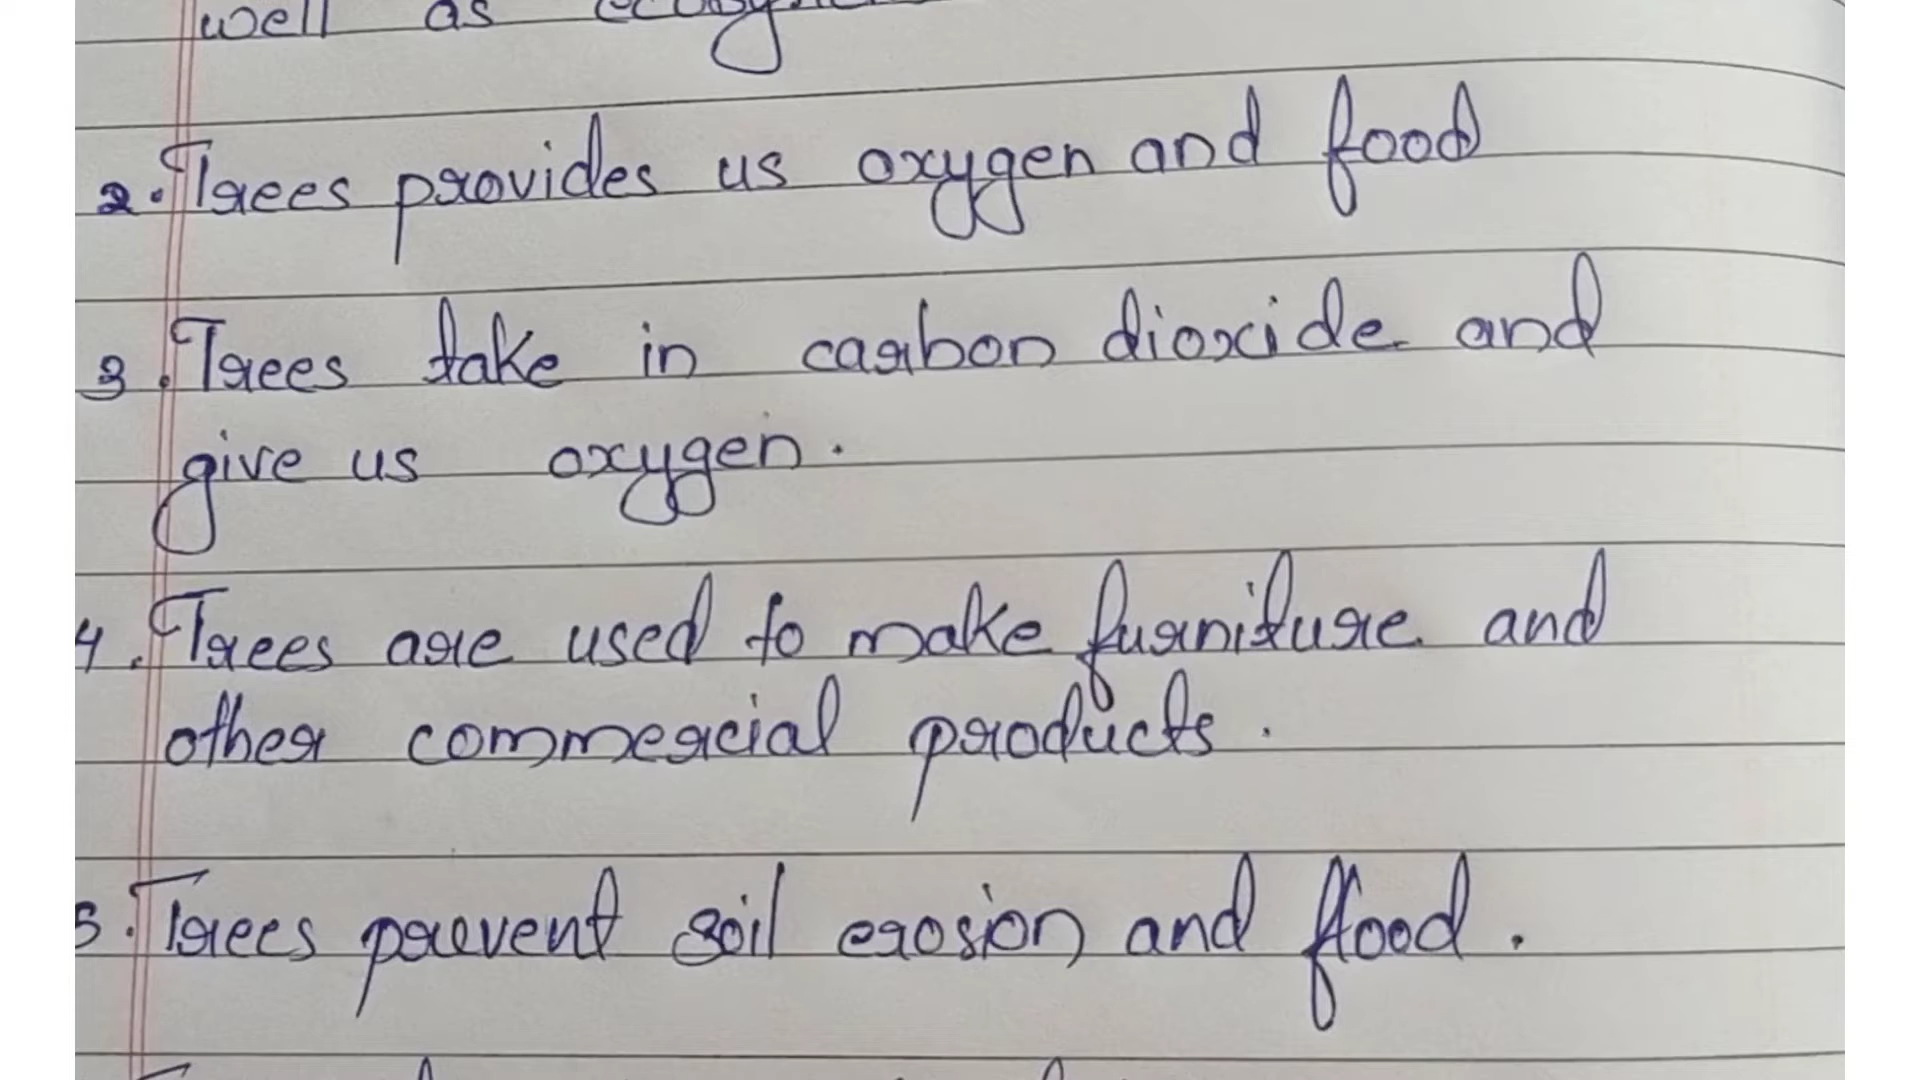 well as
2. Trees provides us oxygen and food
3. Trees take in carbon dioxide and
give us oxygen.
4. Trees are used to make furniture and
other commercial products.
5. Trees prevent soil erosion and flood.